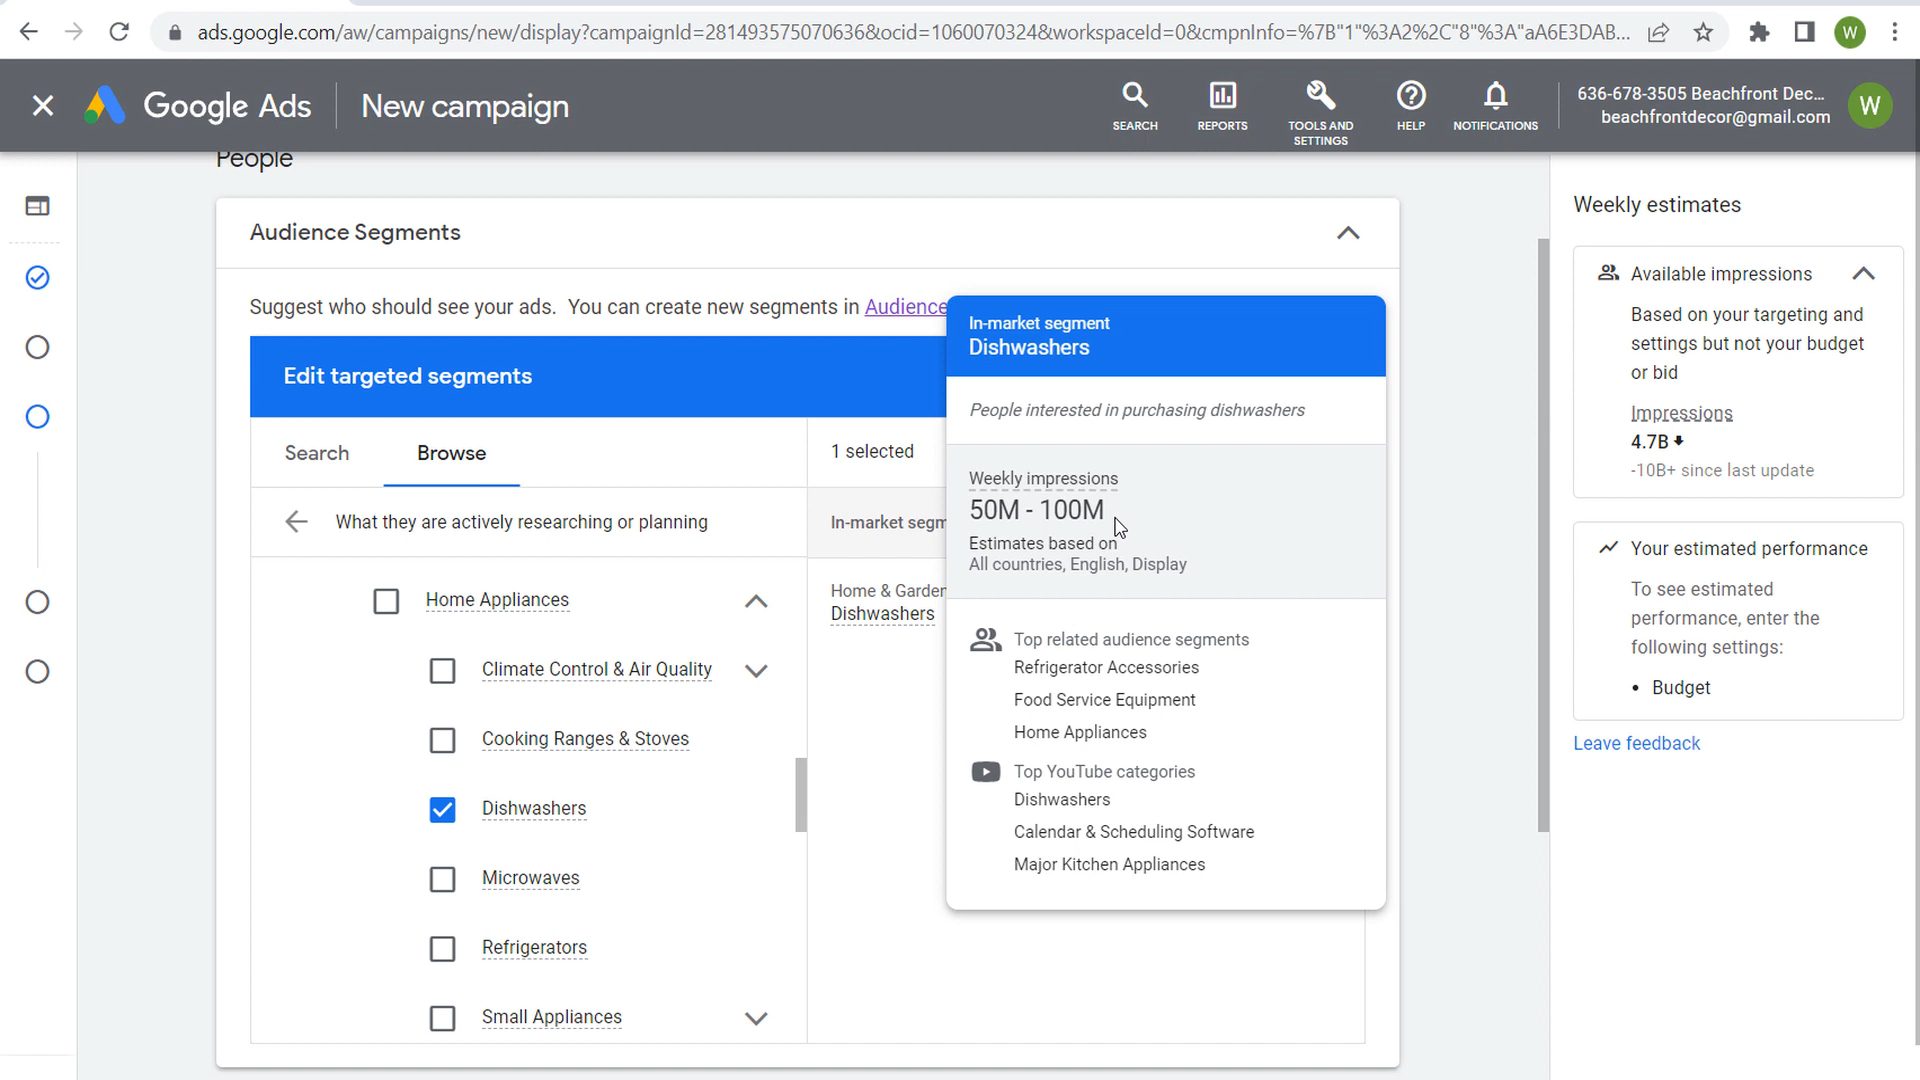 ads.google.com/aw/campaigns/new/display?campaignId=281493575070636&ocid=1060070324&workspaceId=0&cmpnInfo=%7B"1"%3A2%2C"8"%3A"aA6E3DAB...
W
Google Ads
New campaign
SEARCH
REPORTS
TOOLS AND
SETTINGS
HELP
NOTIFICATIONS
636-678-3505 Beachfront Dec...
beachfrontdecor@gmail.com
W
People
Audience Segments
Suggest who should see your ads. You can create new segments in Audience
Edit targeted segments
Search
Browse
1 selected
What they are actively researching or planning
In-market segm
Home Appliances
Climate Control & Air Quality
Cooking Ranges & Stoves
Dishwashers
Microwaves
Refrigerators
Small Appliances
Home & Garden
Dishwashers
In-market segment
Dishwashers
People interested in purchasing dishwashers
Weekly impressions
50M - 100M
Estimates based on
All countries, English, Display
Top related audience segments
Refrigerator Accessories
Food Service Equipment
Home Appliances
Top YouTube categories
Dishwashers
Calendar & Scheduling Software
Major Kitchen Appliances
Weekly estimates
Available impressions
Based on your targeting and
settings but not your budget
or bid
Impressions
4.7B
-10B+ since last update
Your estimated performance
To see estimated
performance, enter the
following settings:
• Budget
Leave feedback